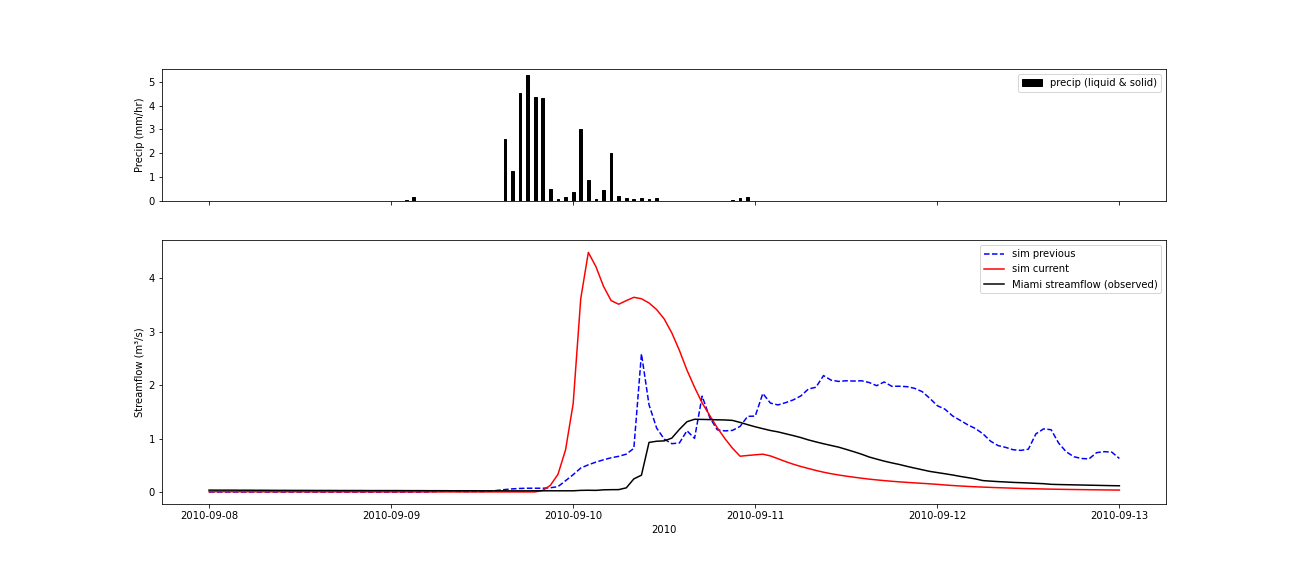 precip (liquid & solid)
5
4
3
2
1
0
Precip (mm/hr)
sim previous
sim current
Miami streamflow (observed)
4
3
2
1
0
Streamflow (m³/s)
2010-09-08 2010-09-09 2010-09-10 2010-09-11 2010-09-12 2010-09-13
2010